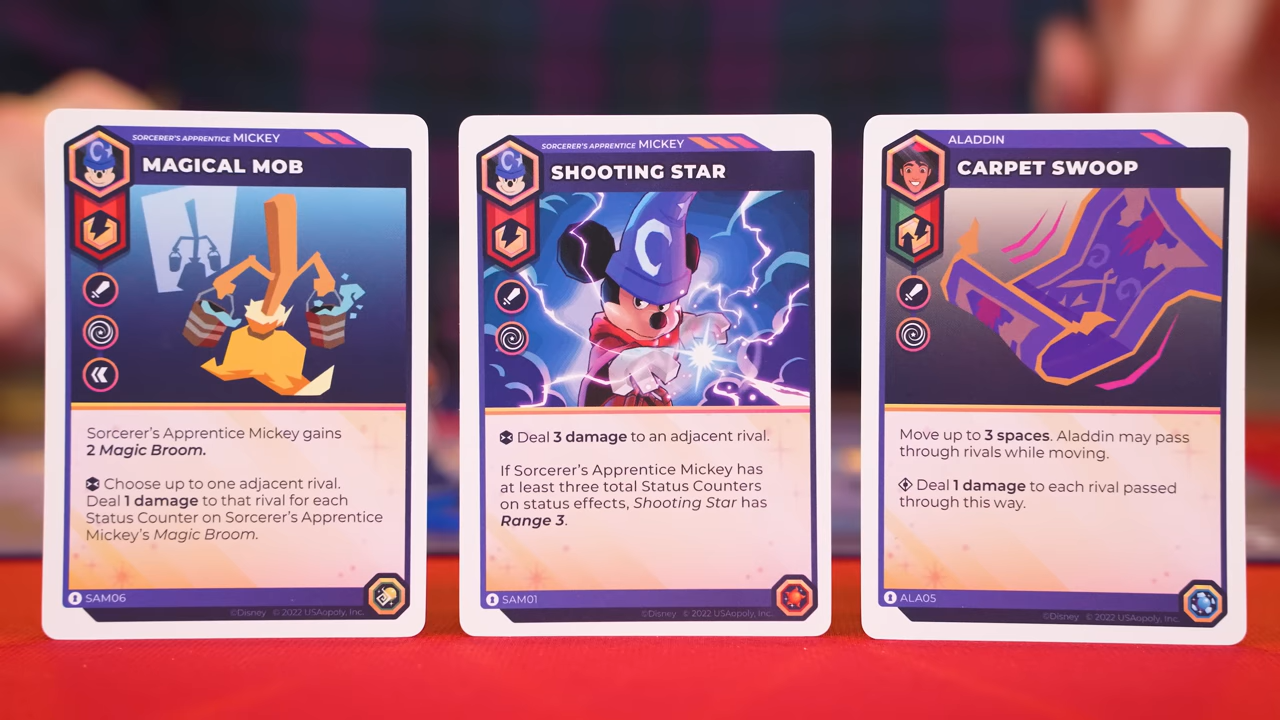 SORCERER'S APPRENTICE MICKEY
MAGICAL MOB
Sorcerer's Apprentice Mickey gains
2 Magic Broom.
Choose up to one adjacent rival.
Deal 1 damage to that rival for each
Status Counter on Sorcerer's Apprentice
Mickey's Magic Broom.
SAM06
©Disney © 2022 USAopoly, Inc.
SORCERER'S APPRENTICE MICKEY
SHOOTING STAR
C
Deal 3 damage to an adjacent rival.
If Sorcerer's Apprentice Mickey has
at least three total Status Counters
on status effects, Shooting Star has
Range 3.
SAM01
©Disney © 2022 USAopoly, Inc.
ALADDIN
CARPET SWOOP
Move up to 3 spaces. Aladdin may pass
through rivals while moving.
Deal 1 damage to each rival passed
through this way.
ALA05
©Disney © 2022 USAopoly, Inc.